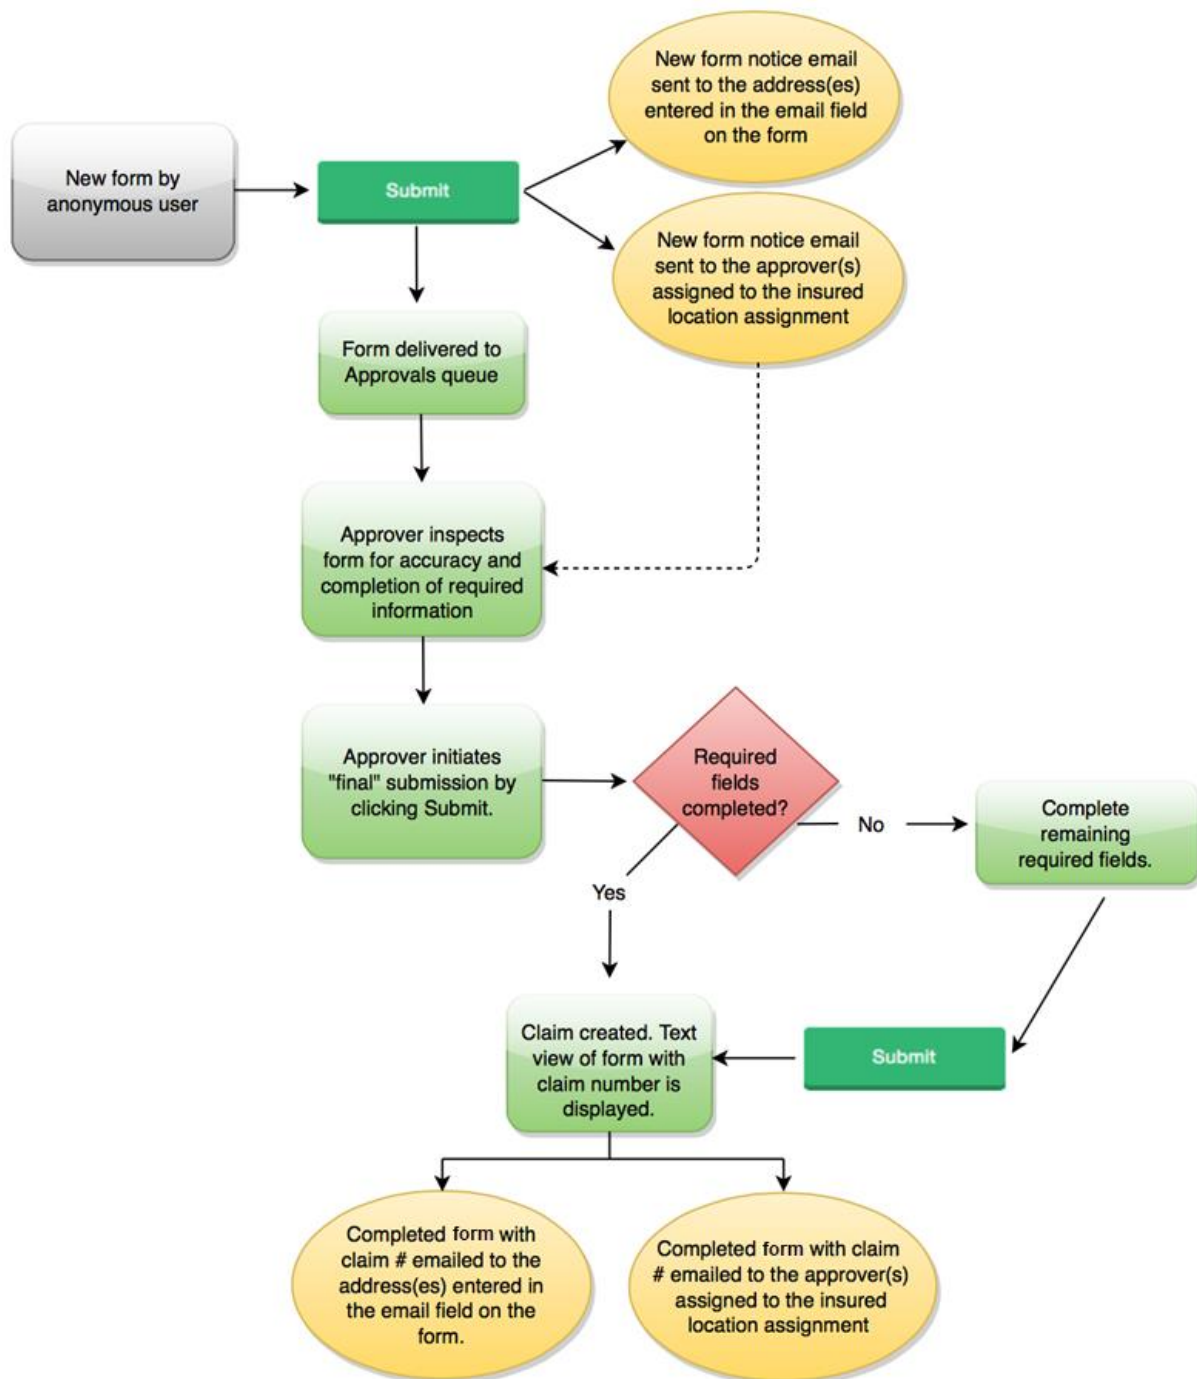 New form notice email
sent to the address(es)
entered in the email field
on the form
New form by
anonymous user
Submit
New form notice email
sent to the approver(s)
assigned to the insured
location assignment
Form delivered to
Approvals queue
Approver inspects
form for accuracy and
completion of required
information
Approver initiates
"final" submission by
clicking Submit.
Required
fields
completed?
No
Complete
remaining
required fields.
Yes
Claim created. Text
view of form with
claim number is
displayed.
Submit
Completed form with
claim # emailed to the
address(es) entered in
the email field on the
form.
Completed form with claim
# emailed to the approver(s)
assigned to the insured
location assignment